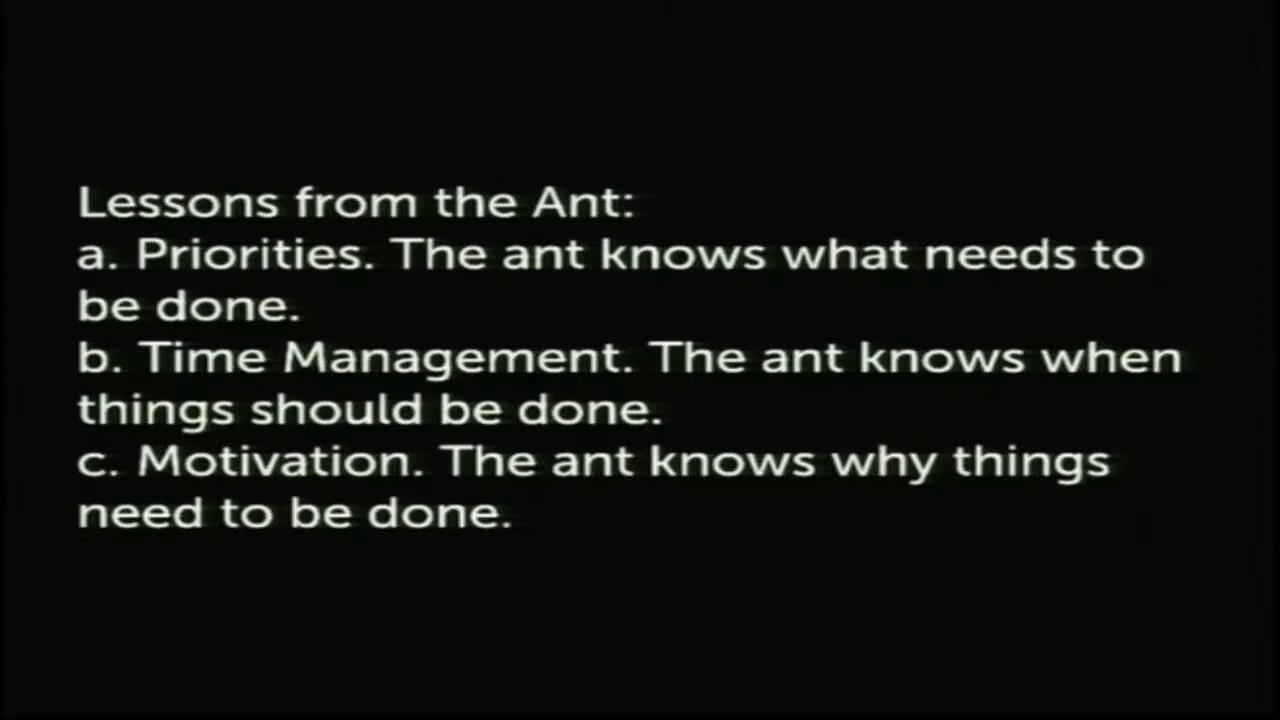 Lessons from the Ant:
a. Priorities. The ant knows what needs to
be done.
b. Time Management. The ant knows when
things should be done.
c. Motivation. The ant knows why things
need to be done.